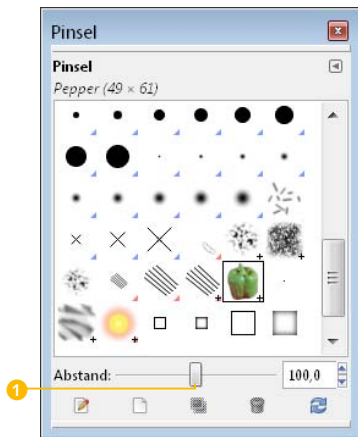 Pinsel
Pinsel
Pepper (49 × 61)
Abstand: 100,0
1